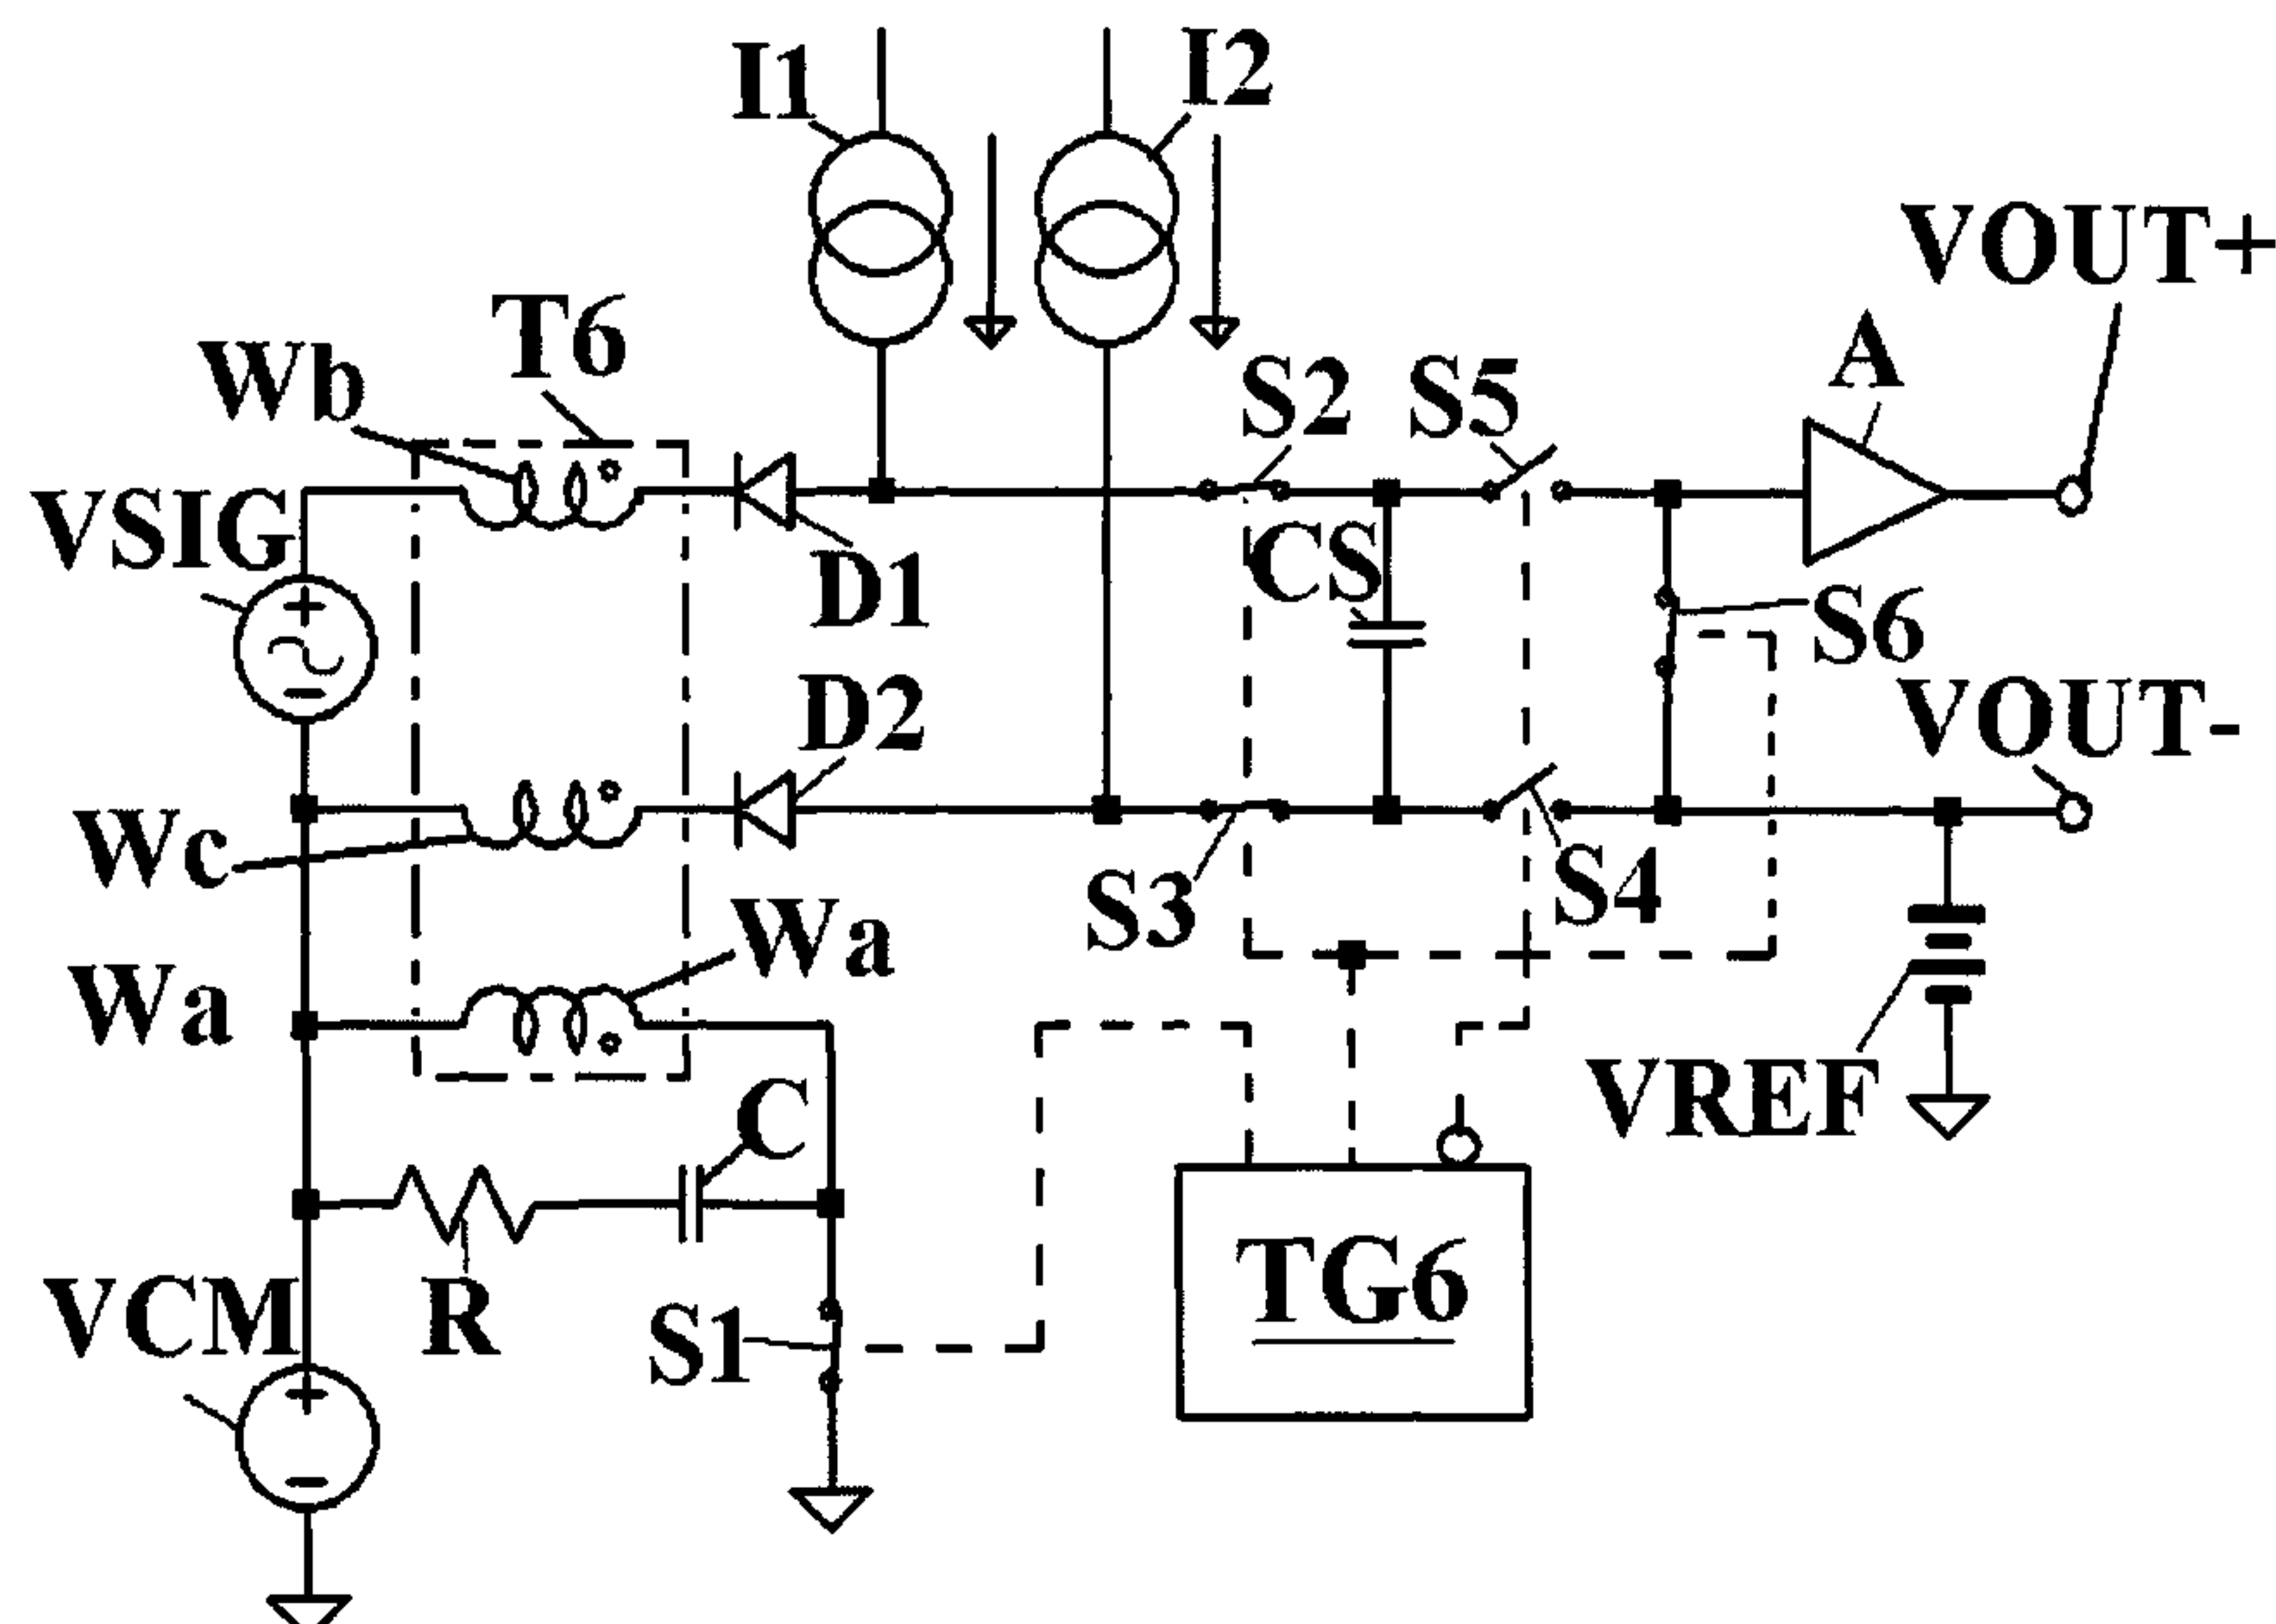 I1
I2
VOUT+
T6
Wb
A
S2
S5
VSIG
CS
D1
S6
D2
VOUT-
Wc
S3
S4
Wa
Wa
C
VREF
TG6
VCM
R
S1